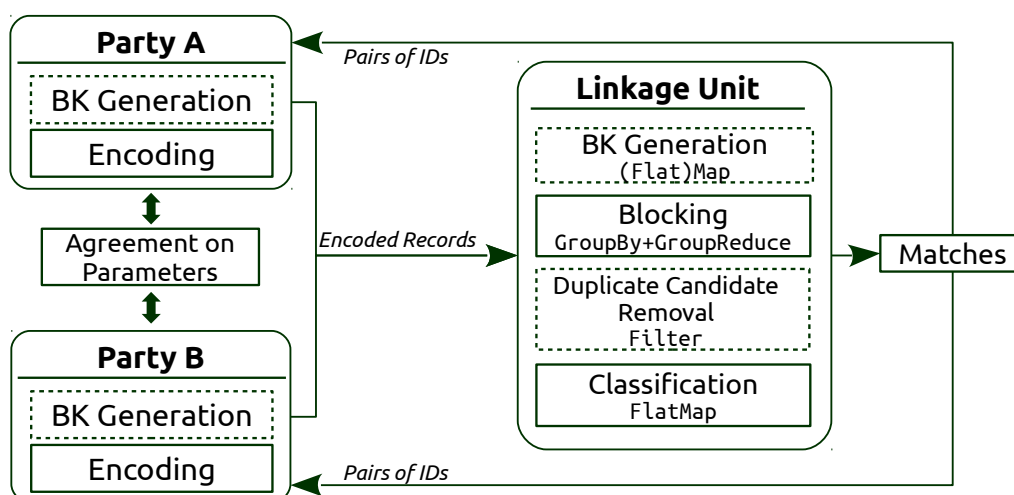 Party A
BK Generation
Encoding
Agreement on
Parameters
Party B
BK Generation
Encoding
Pairs of IDs
Encoded Records
Pairs of IDs
Linkage Unit
BK Generation
(Flat)Map
Blocking
GroupBy+GroupReduce
Duplicate Candidate
Removal
Filter
Classification
FlatMap
Matches